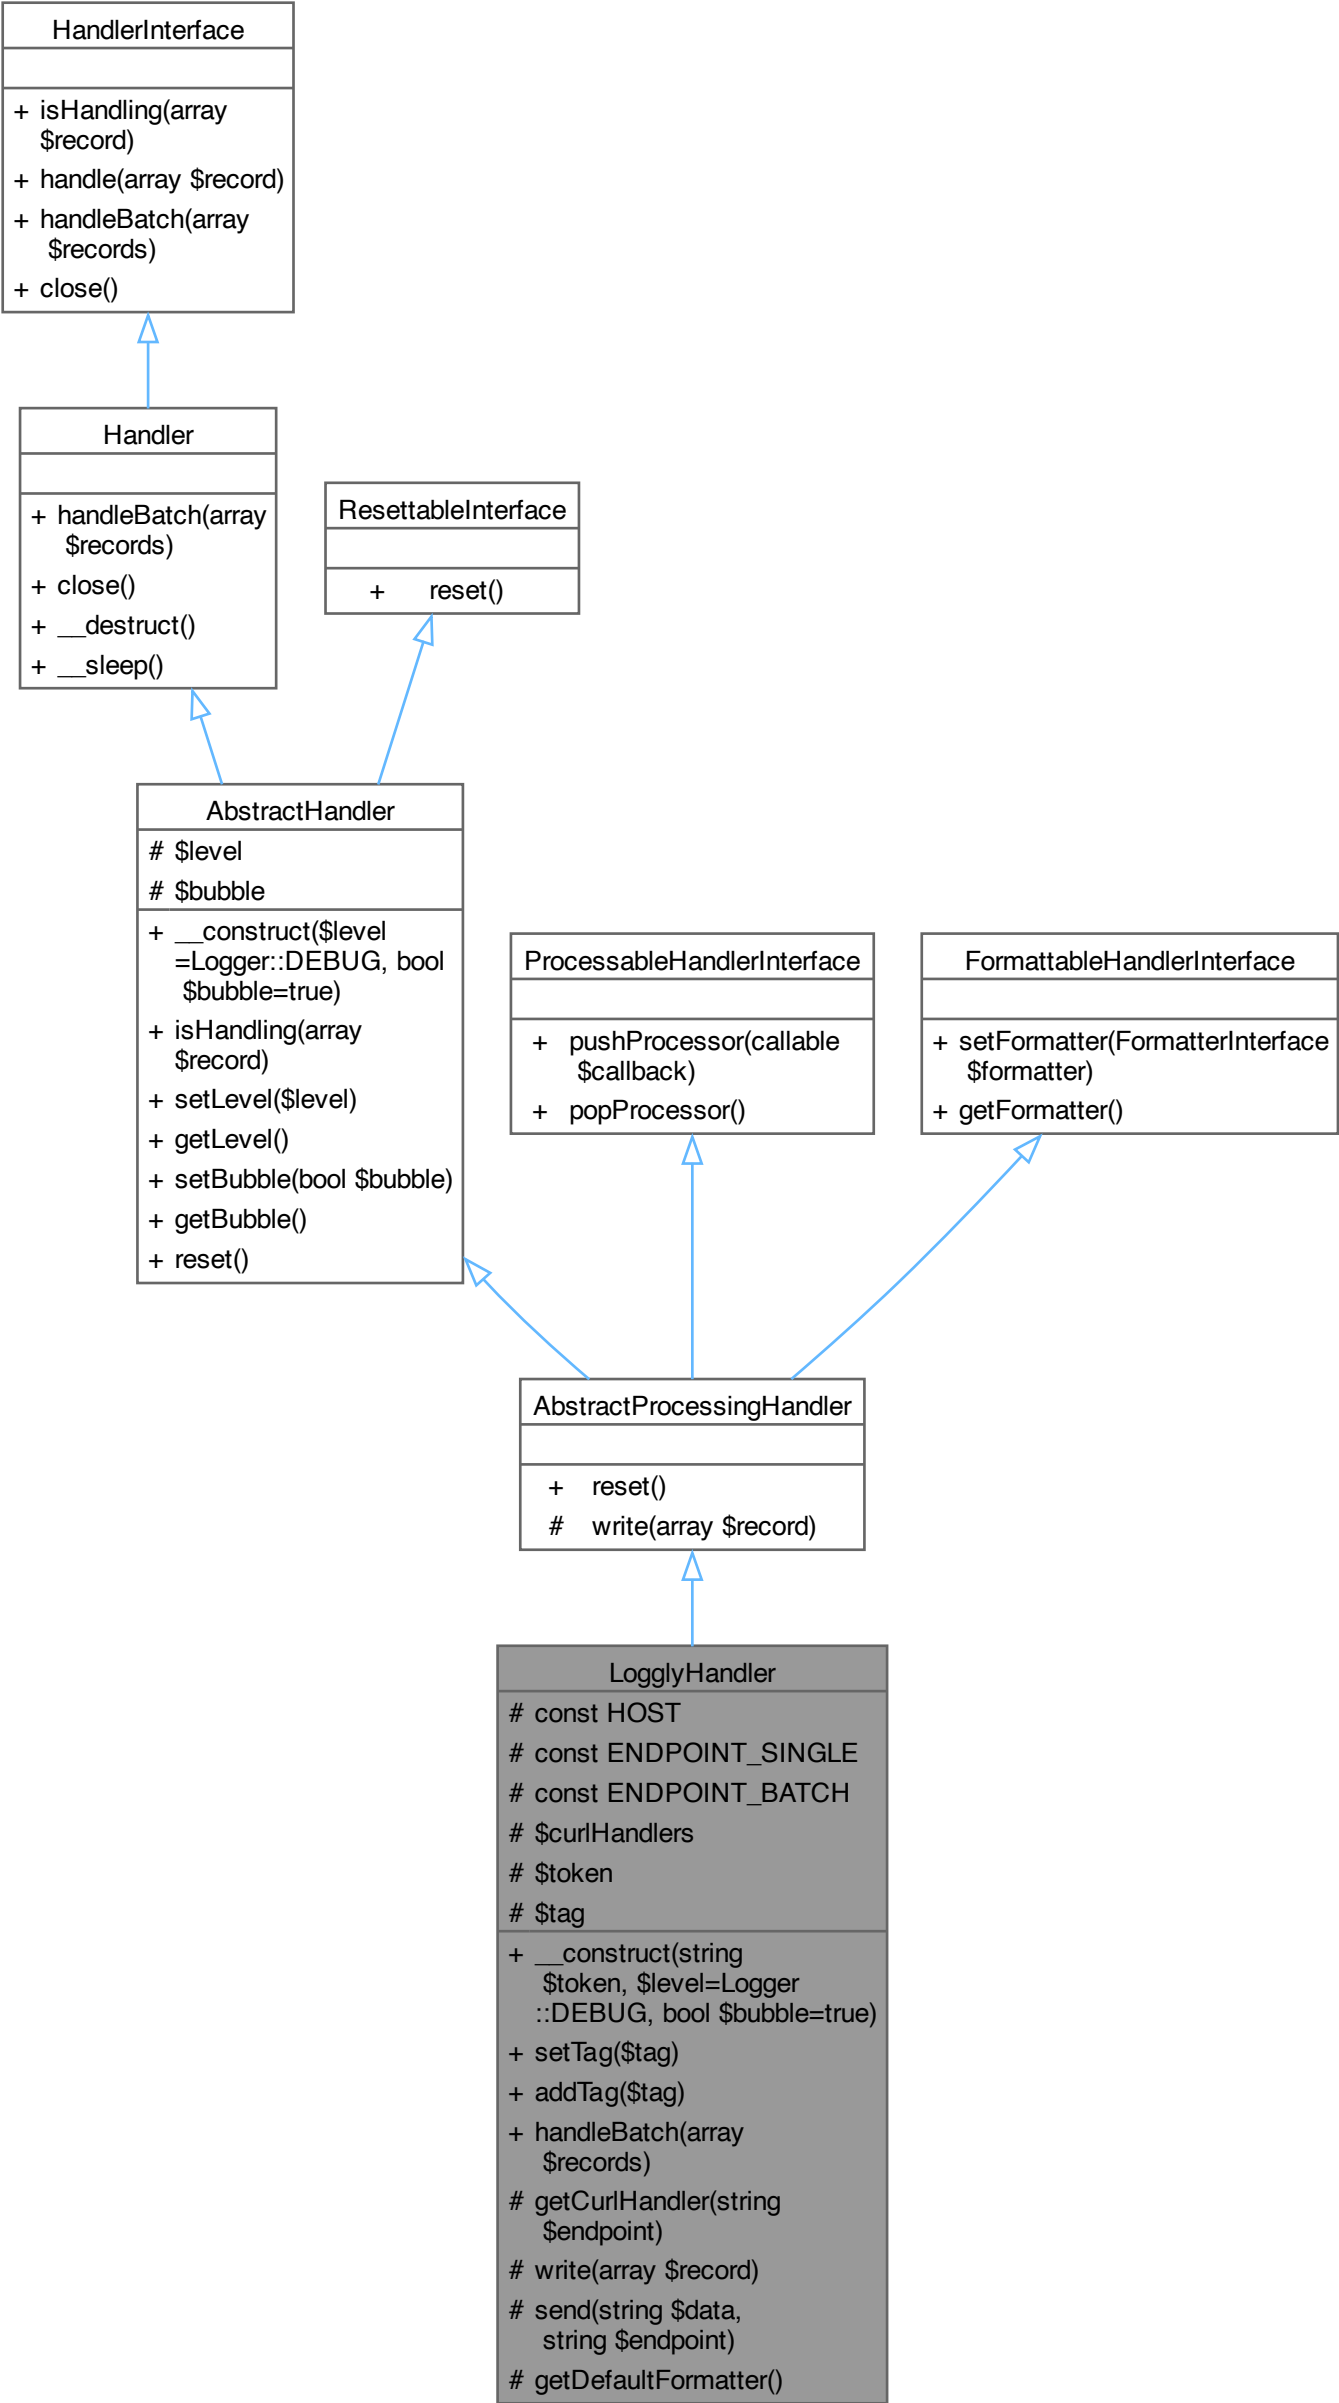 HandlerInterface
+ isHandling(array
$record)
+ handle(array $record)
+ handleBatch(array
$records)
+ close()
Handler
+ handleBatch(array
$records)
+ close()
+ __destruct()
+ __sleep()
ResettableInterface
+ reset()
AbstractHandler
# $level
# $bubble
+ __construct($level
=Logger::DEBUG, bool
$bubble=true)
+ isHandling(array
$record)
+ setLevel($level)
+ getLevel()
+ setBubble(bool $bubble)
+ getBubble()
+ reset()
ProcessableHandlerInterface
+ pushProcessor(callable
$callback)
+ popProcessor()
FormattableHandlerInterface
+ setFormatter(FormatterInterface
$formatter)
+ getFormatter()
AbstractProcessingHandler
+ reset()
# write(array $record)
LogglyHandler
# const HOST
# const ENDPOINT_SINGLE
# const ENDPOINT_BATCH
# $curlHandlers
# $token
# $tag
+ __construct(string
$token, $level=Logger
::DEBUG, bool $bubble=true)
+ setTag($tag)
+ addTag($tag)
+ handleBatch(array
$records)
# getCurlHandler(string
$endpoint)
# write(array $record)
# send(string $data,
string $endpoint)
# getDefaultFormatter()